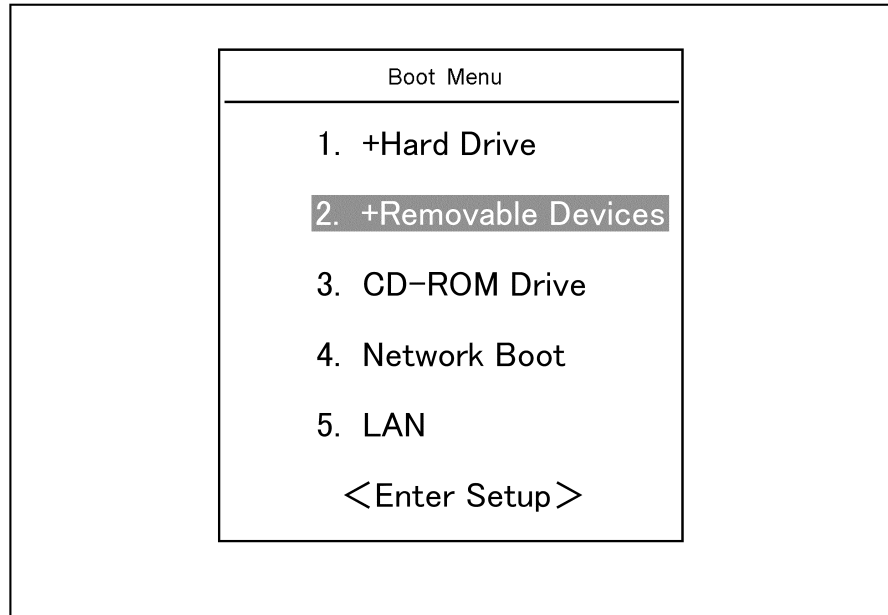 Boot Menu
1. +Hard Drive
2. +Removable Devices
3. CD-ROM Drive
4. Network Boot
5. LAN
<Enter Setup>